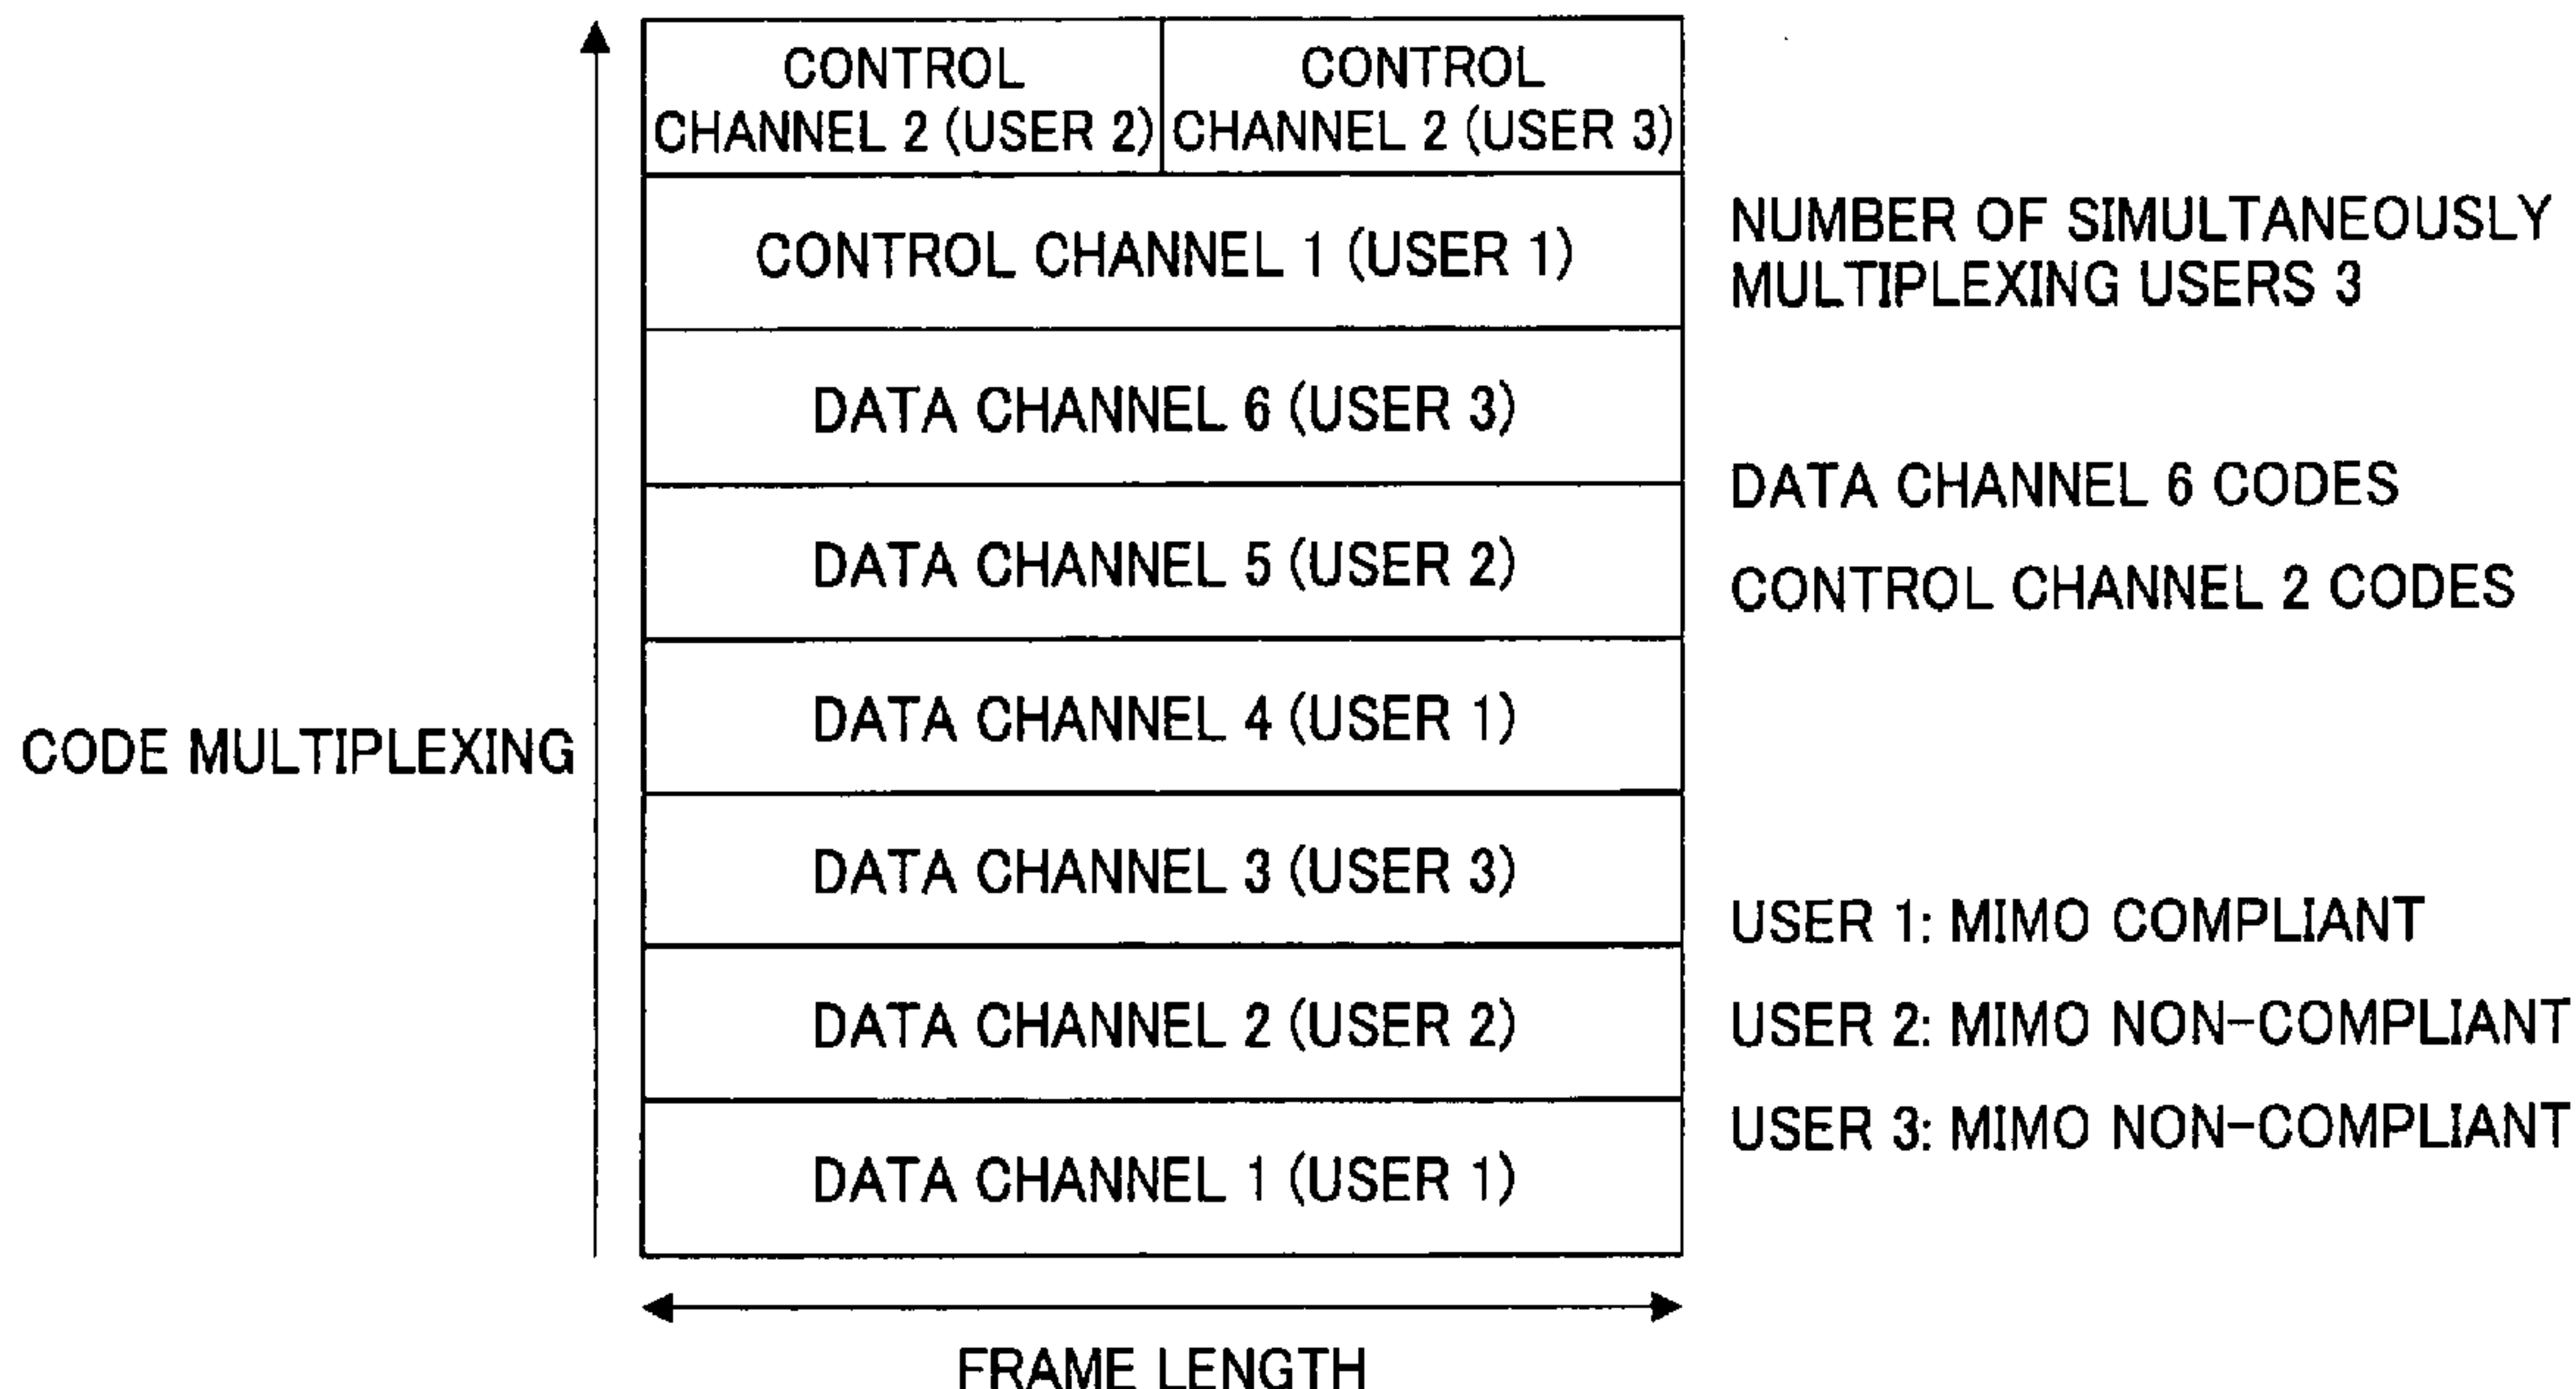 CONTROL
CHANNEL 2 (USER 2)
CONTROL
CHANNEL 2 (USER 3)
CONTROL CHANNEL 1 (USER 1)
DATA CHANNEL 6 (USER 3)
DATA CHANNEL 5 (USER 2)
DATA CHANNEL 4 (USER 1)
DATA CHANNEL 3 (USER 3)
DATA CHANNEL 2 (USER 2)
DATA CHANNEL 1 (USER 1)
CODE MULTIPLEXING
FRAME LENGTH
NUMBER OF SIMULTANEOUSLY
MULTIPLEXING USERS 3
DATA CHANNEL 6 CODES
CONTROL CHANNEL 2 CODES
USER 1: MIMO COMPLIANT
USER 2: MIMO NON-COMPLIANT
USER 3: MIMO NON-COMPLIANT